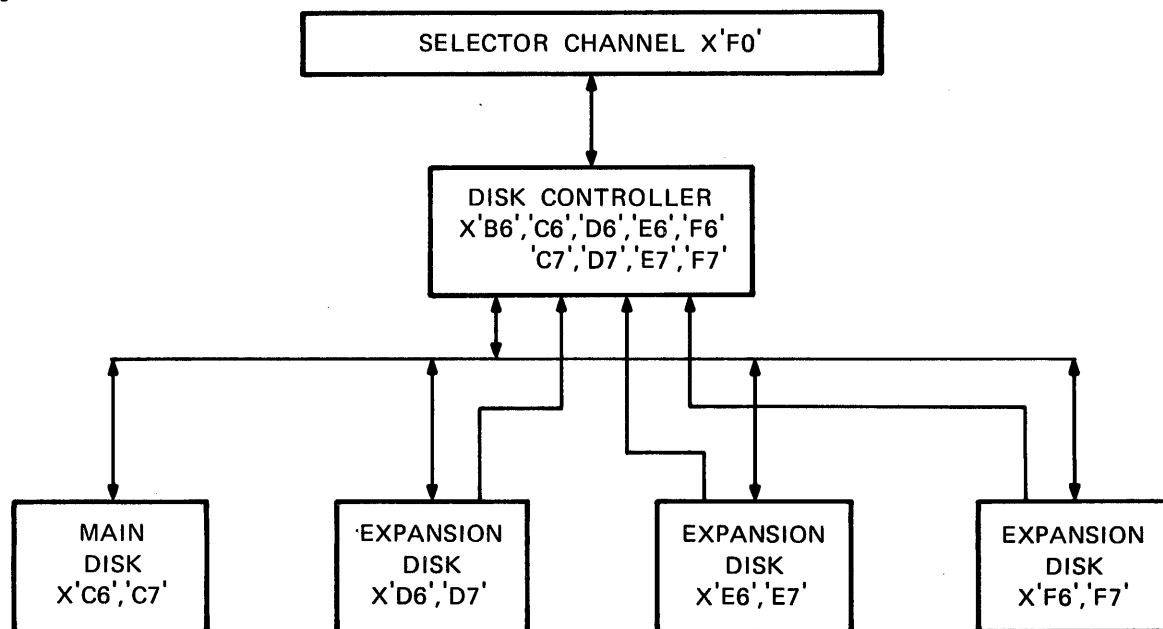 SELECTOR CHANNEL X'F0'
DISK CONTROLLER
X'B6','C6','D6','E6','F6'
'C7','D7','E7','F7'
MAIN
DISK
X'C6','C7'
EXPANSION
DISK
X'D6','D7'
EXPANSION
DISK
X'E6','E7'
EXPANSION
DISK
X'F6','F7'